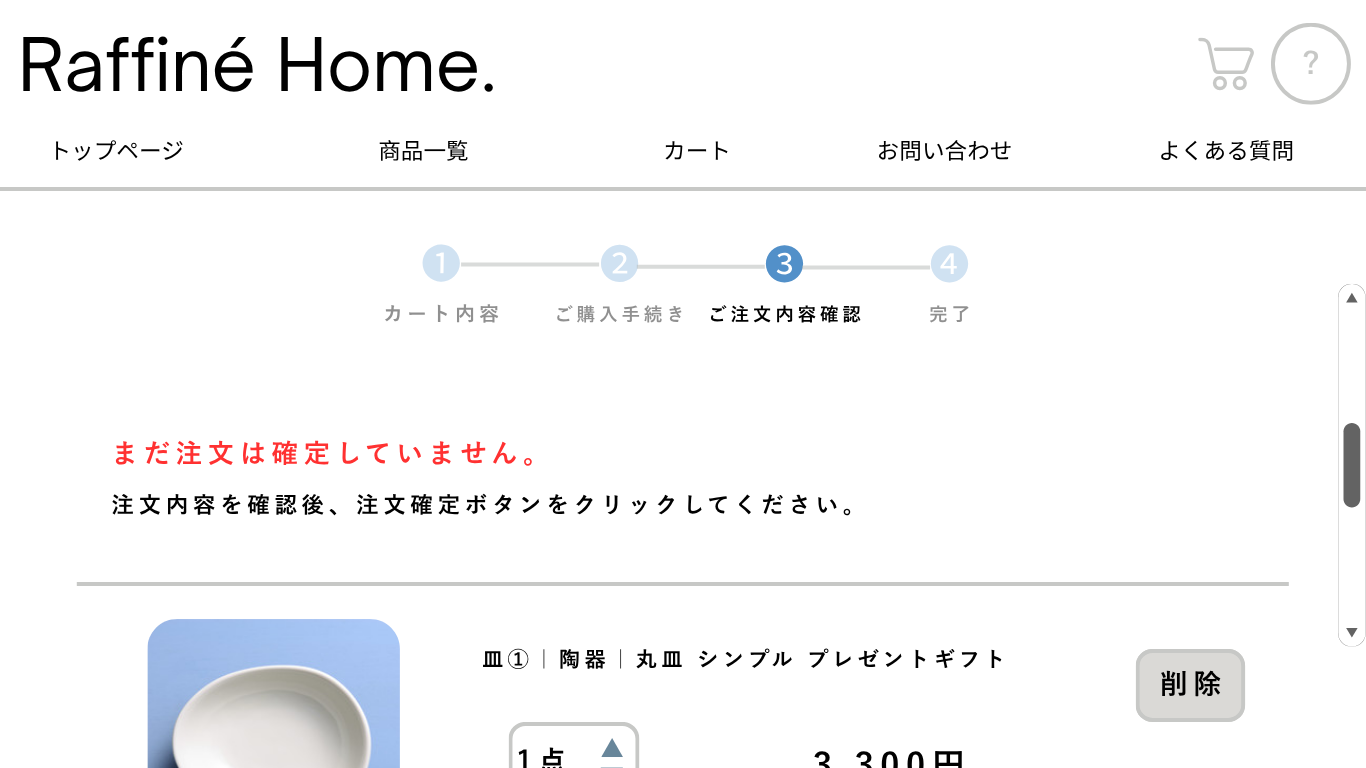 Raffiné Home.
?
トップページ
商品一覧
カート
お問い合わせ
よくある質問
1
2
3
4
カート内容
ご購入手続き
ご注文内容確認
完了
まだ注文は確定していません。
注文内容を確認後、注文確定ボタンをクリックしてください。
皿①｜陶器｜丸皿 シンプル プレゼントギフト
削除
1点
3,300円